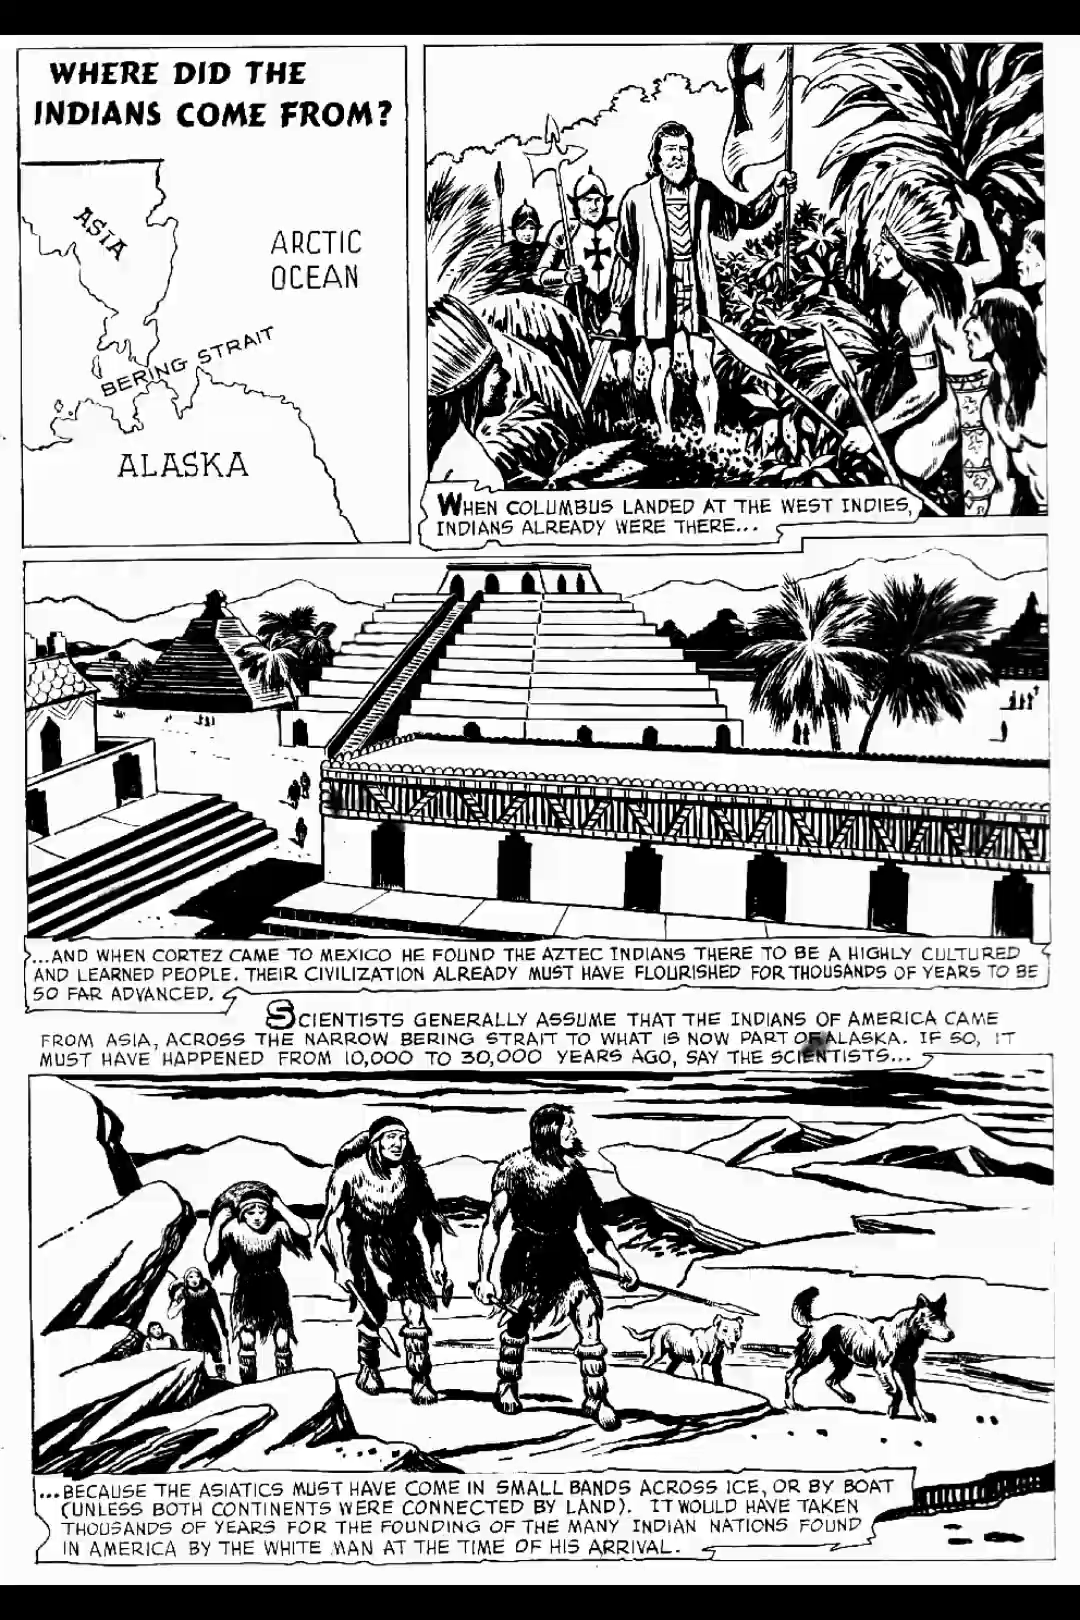 WHERE DID THE
INDIANS COME FROM?
ASIA
ARCTIC
OCEAN
BERING STRAIT
ALASKA
WHEN COLUMBUS LANDED AT THE WEST INDIES,
INDIANS ALREADY WERE THERE...
...AND WHEN CORTEZ CAME TO MEXICO HE FOUND THE AZTEC INDIANS THERE TO BE A HIGHLY CULTURED
AND LEARNED PEOPLE. THEIR CIVILIZATION ALREADY MUST HAVE FLOURISHED FOR THOUSANDS OF YEARS TO BE
SO FAR ADVANCED.
SCIENTISTS GENERALLY ASSUME THAT THE INDIANS OF AMERICA CAME
FROM ASIA, ACROSS THE NARROW BERING STRAIT TO WHAT IS NOW PART OF ALASKA. IF SO, IT
MUST HAVE HAPPENED FROM 10,000 TO 30,000 YEARS AGO, SAY THE SCIENTISTS...
...BECAUSE THE ASIATICS MUST HAVE COME IN SMALL BANDS ACROSS ICE, OR BY BOAT
(UNLESS BOTH CONTINENTS WERE CONNECTED BY LAND). IT WOULD HAVE TAKEN
THOUSANDS OF YEARS FOR THE FOUNDING OF THE MANY INDIAN NATIONS FOUND
IN AMERICA BY THE WHITE MAN AT THE TIME OF HIS ARRIVAL.